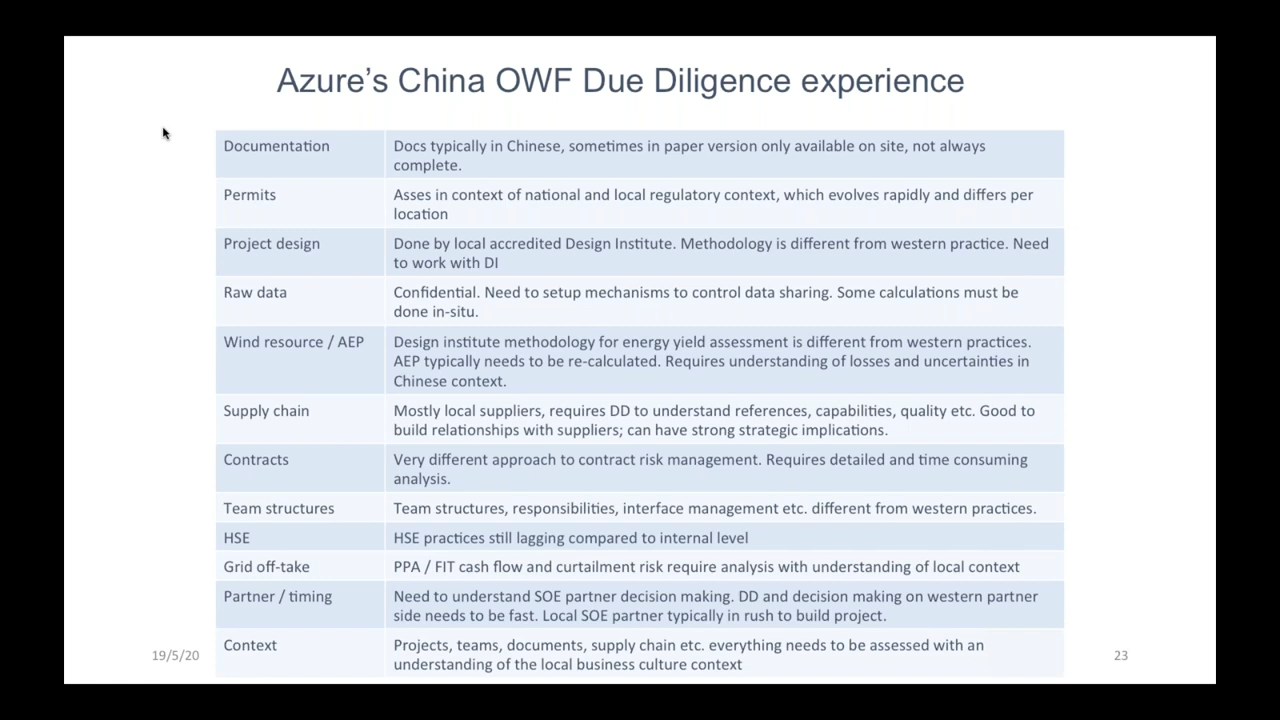 Azure's China OWF Due Diligence experience
Documentation
Docs typically in Chinese, sometimes in paper version only available on site, not always
complete.
Permits
Asses in context of national and local regulatory context, which evolves rapidly and differs per
location
Project design
Done by local accredited Design Institute. Methodology is different from western practice. Need
to work with DI
Raw data
Confidential. Need to setup mechanisms to control data sharing. Some calculations must be
done in-situ.
Wind resource / AEP
Design institute methodology for energy yield assessment is different from western practices.
AEP typically needs to be re-calculated. Requires understanding of losses and uncertainties in
Chinese context.
Supply chain
Mostly local suppliers, requires DD to understand references, capabilities, quality etc. Good to
build relationships with suppliers; can have strong strategic implications.
Contracts
Very different approach to contract risk management. Requires detailed and time consuming
analysis.
Team structures
Team structures, responsibilities, interface management etc. different from western practices.
HSE
HSE practices still lagging compared to internal level
Grid off-take
PPA / FIT cash flow and curtailment risk require analysis with understanding of local context
Partner / timing
Need to understand SOE partner decision making. DD and decision making on western partner
side needs to be fast. Local SOE partner typically in rush to build project.
Context
Projects, teams, documents, supply chain etc. everything needs to be assessed with an
understanding of the local business culture context
19/5/20
23